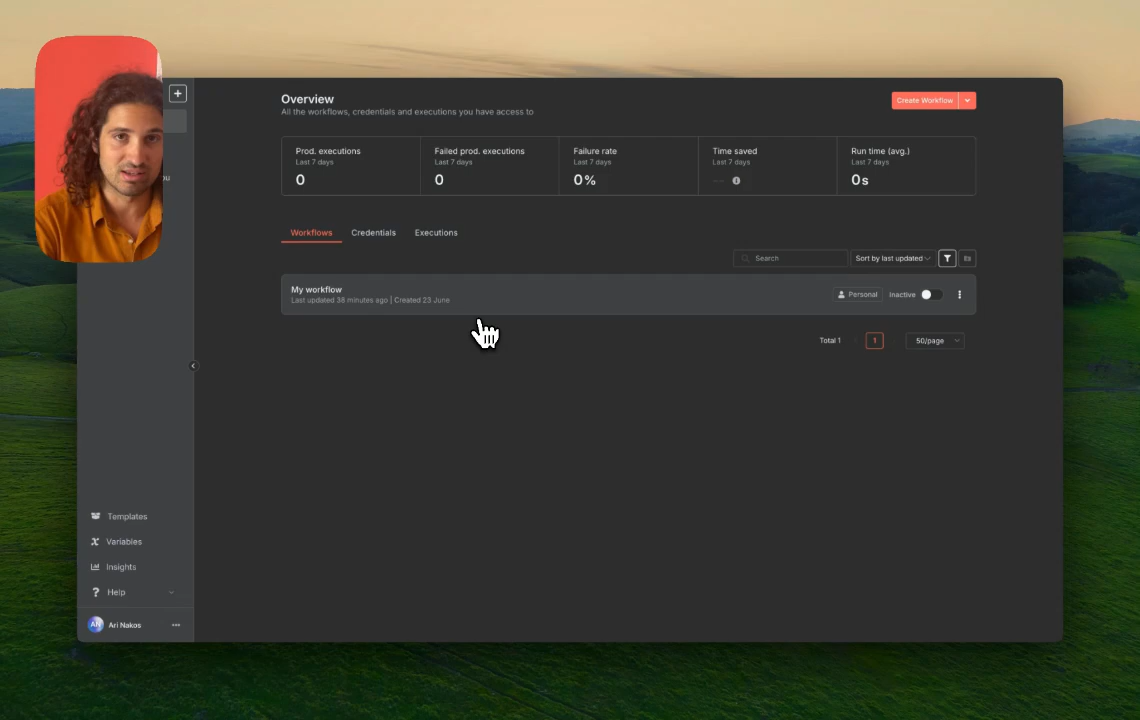 Overview
All the workflows, credentials and executions you have access to
Create Workflow
Prod. executions
Last 7 days
0
Failed prod. executions
Last 7 days
0
Failure rate
Last 7 days
0%
Time saved
Last 7 days
--
Run time (avg.)
Last 7 days
0s
Workflows
Credentials
Executions
Search
Sort by last updated
My workflow
Last updated 38 minutes ago | Created 23 June
Personal
Inactive
Total 1
1
50/page
Templates
Variables
Insights
Help
AN
Ari Nakos